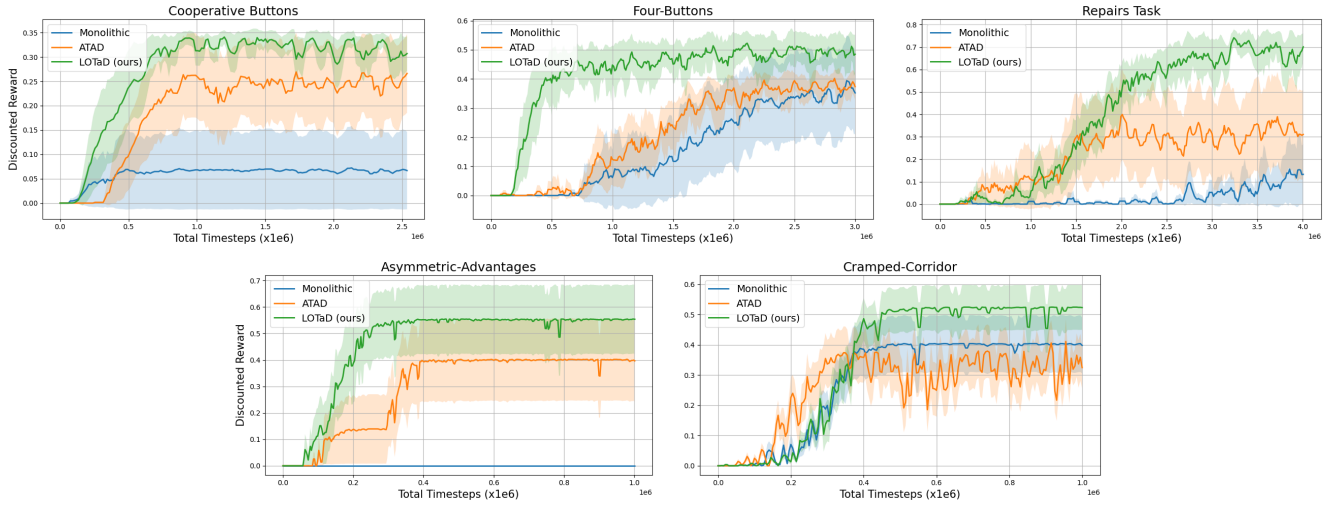 Cooperative Buttons
Four-Buttons
Repairs Task
Monolithic
ATAD
LOTaD (ours)
Monolithic
ATAD
LOTaD (ours)
Monolithic
ATAD
LOTaD (ours)
Discounted Reward
0.35
0.30
0.25
0.20
0.15
0.10
0.05
0.00
0.6
0.5
0.4
0.3
0.2
0.1
0.0
0.8
0.7
0.6
0.5
0.4
0.3
0.2
0.1
0.0
0.0 0.5 1.0 1.5 2.0 2.5
1e6
0.0 0.5 1.0 1.5 2.0 2.5 3.0
1e6
0.0 0.5 1.0 1.5 2.0 2.5 3.0 3.5 4.0
1e6
Total Timesteps (x1e6)
Total Timesteps (x1e6)
Total Timesteps (x1e6)
Asymmetric-Advantages
Cramped-Corridor
Monolithic
ATAD
LOTaD (ours)
Monolithic
ATAD
LOTaD (ours)
Discounted Reward
0.7
0.6
0.5
0.4
0.3
0.2
0.1
0.0
0.6
0.5
0.4
0.3
0.2
0.1
0.0
0.0 0.2 0.4 0.6 0.8 1.0
1e6
0.0 0.2 0.4 0.6 0.8 1.0
1e6
Total Timesteps (x1e6)
Total Timesteps (x1e6)